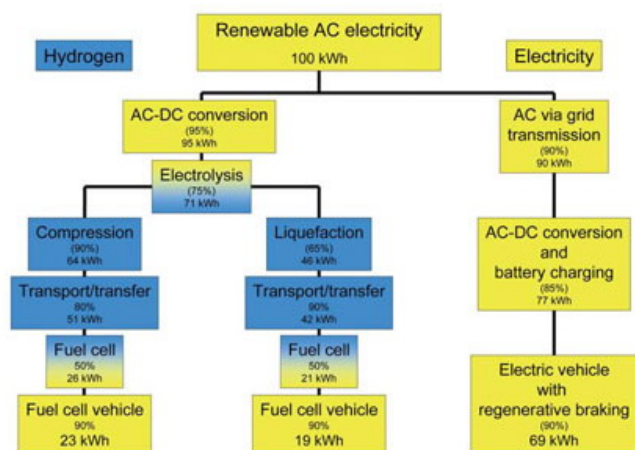 Renewable AC electricity
100 kWh
Hydrogen
Electricity
AC-DC conversion
(95%)
95 kWh
AC via grid
transmission
(90%)
90 kWh
Electrolysis
(75%)
71 kWh
Compression
(90%)
64 kWh
Liquefaction
(65%)
46 kWh
AC-DC conversion
and
battery charging
(85%)
77 kWh
Transport/transfer
80%
51 kWh
Transport/transfer
90%
42 kWh
Fuel cell
50%
26 kWh
Fuel cell
50%
21 kWh
Electric vehicle
with
regenerative braking
(90%)
69 kWh
Fuel cell vehicle
90%
23 kWh
Fuel cell vehicle
90%
19 kWh